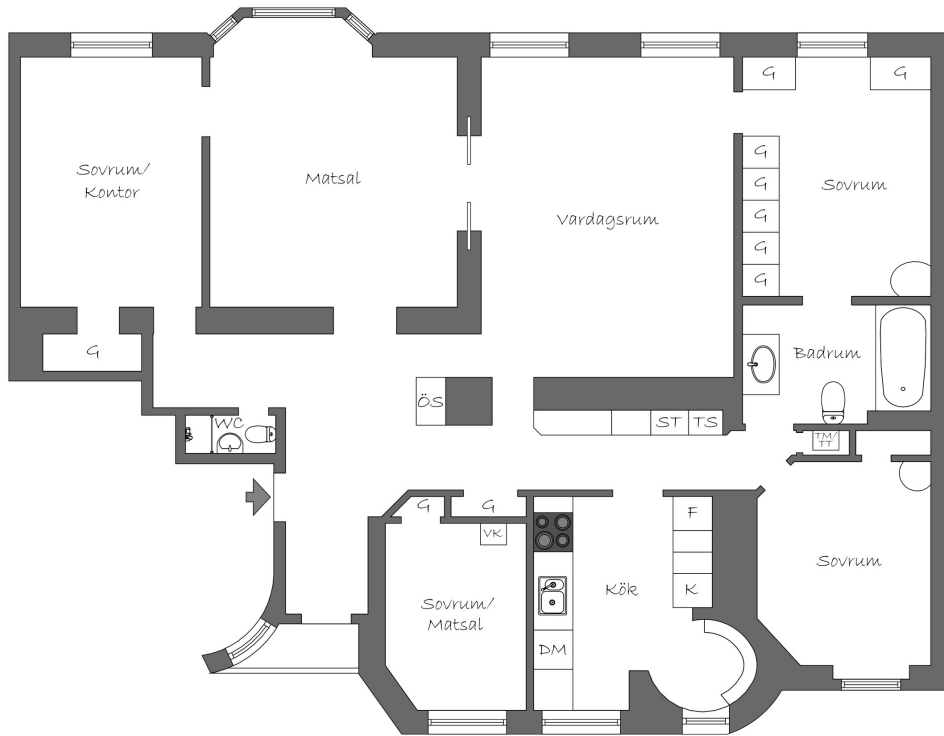 G
G
Sovrum/
Kontor
Matsal
Vardagsrum
Sovrum
G
G
G
G
G
G
Badrum
ÖS
WC
ST
TS
TM/
TT
G
G
VK
F
K
Kök
Sovrum
Sovrum/
Matsal
DM